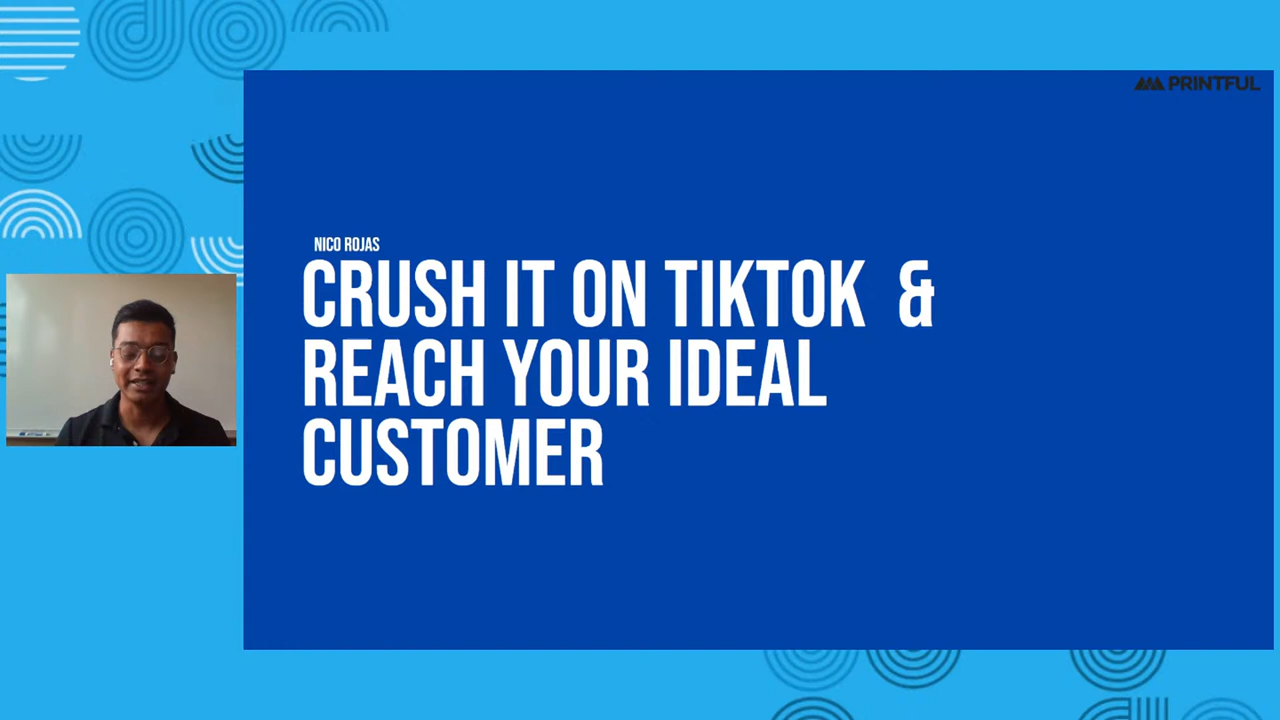 PRINTFUL
NICO ROJAS
CRUSH IT ON TIKTOK &
REACH YOUR IDEAL
CUSTOMER